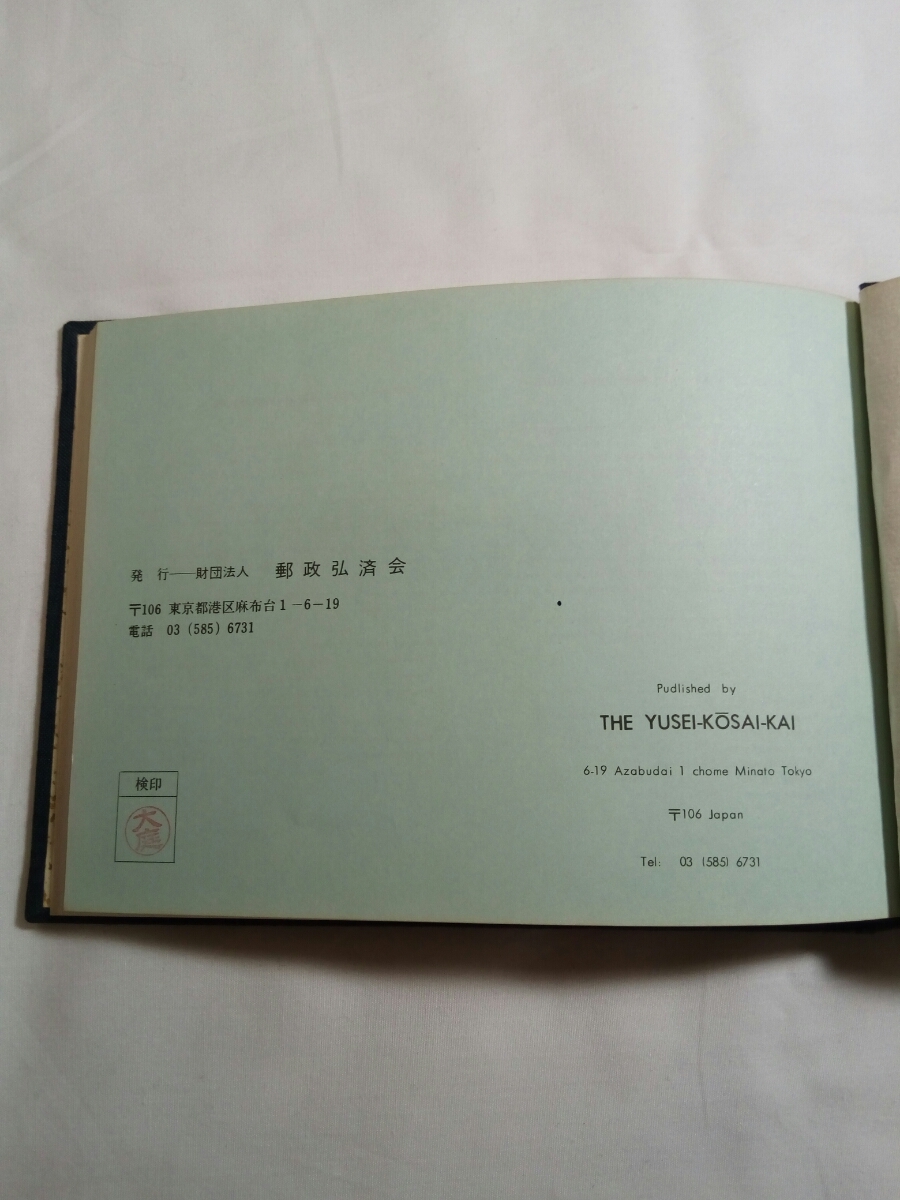 発 行——財団法人 郵政弘済会
〒106 東京都港区麻布台1-6-19
電話 03 (585) 6731
検印
Pudlished by
THE YUSEI-KŌSAI-KAI
6-19 Azabudai 1 chome Minato Tokyo
〒106 Japan
Tel: 03 (585) 6731